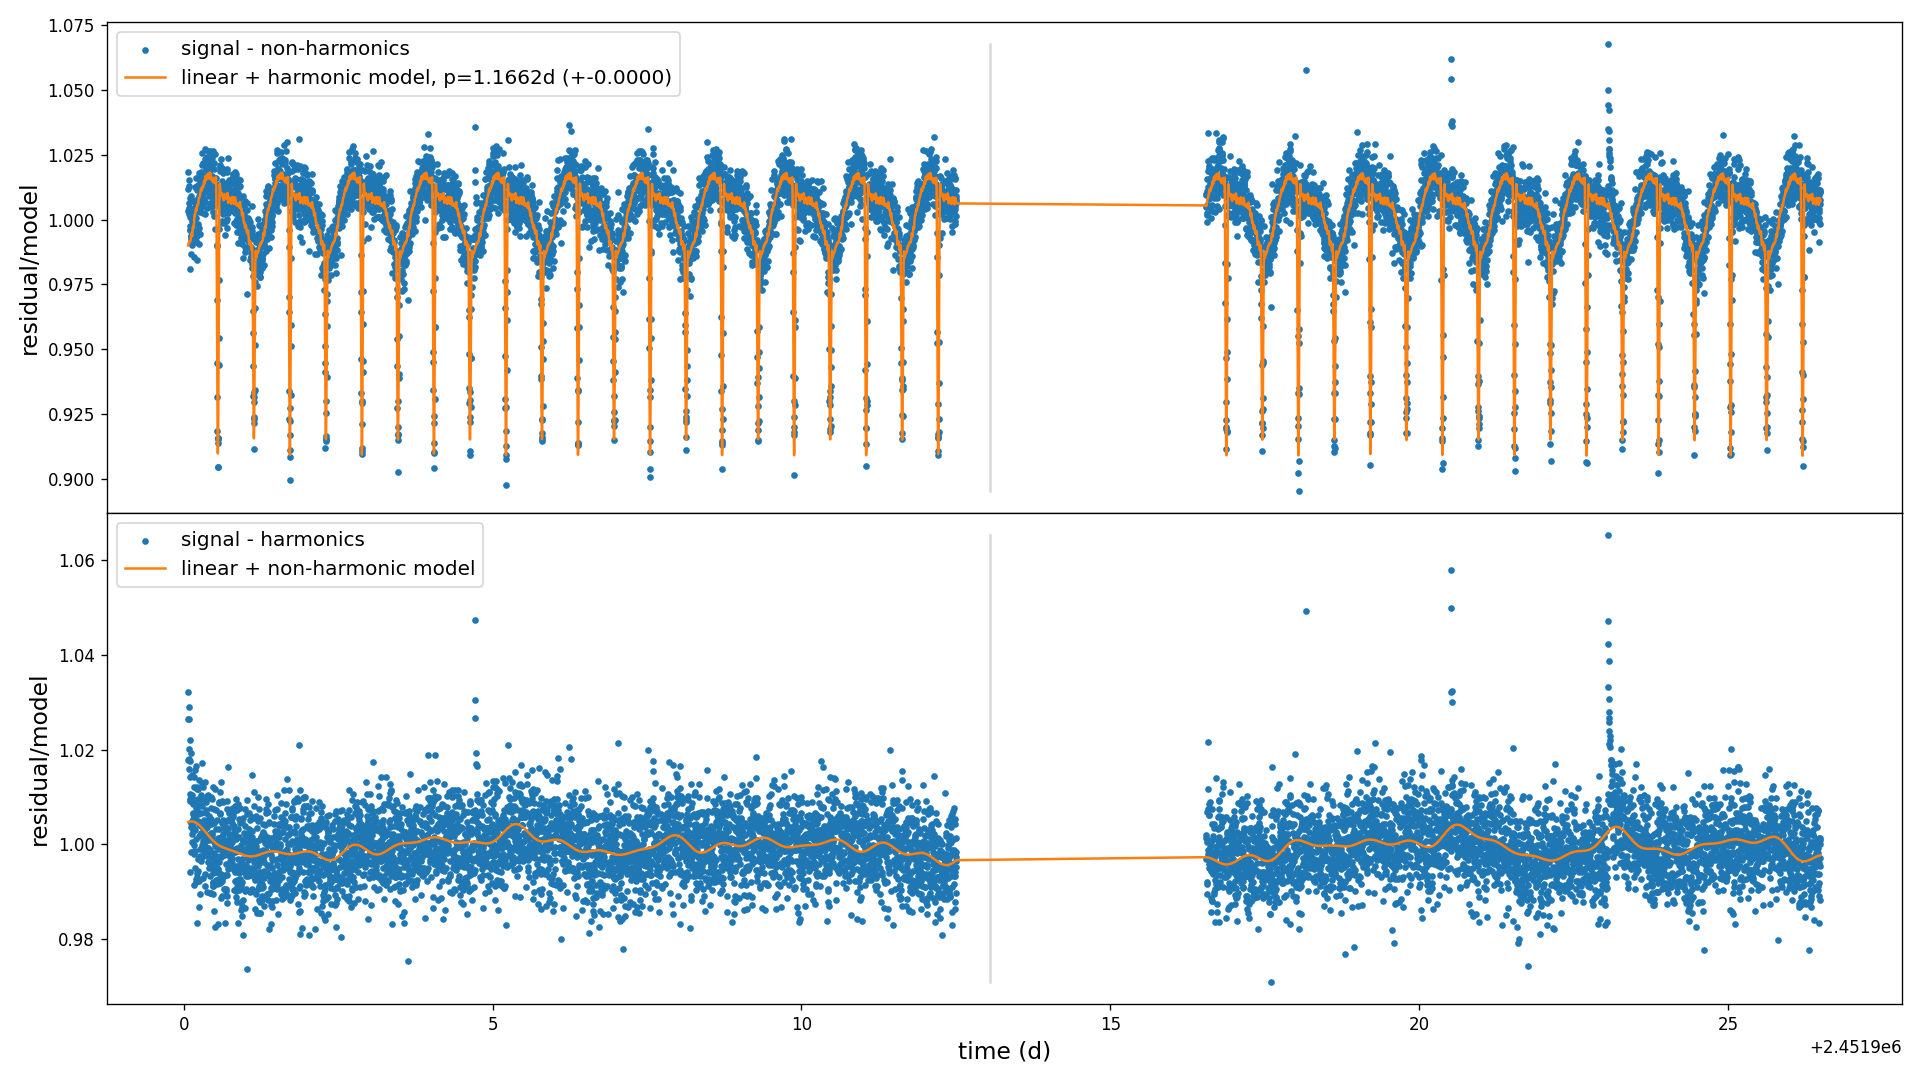 signal - non-harmonics
linear + harmonic model, p=1.1662d (+-0.0000)
1.075
1.050
1.025
1.000
0.975
0.950
0.925
0.900
residual/model
signal - harmonics
linear + non-harmonic model
1.06
1.04
1.02
1.00
0.98
residual/model
0
5
10
15
20
25
time (d)
+2.4519e6